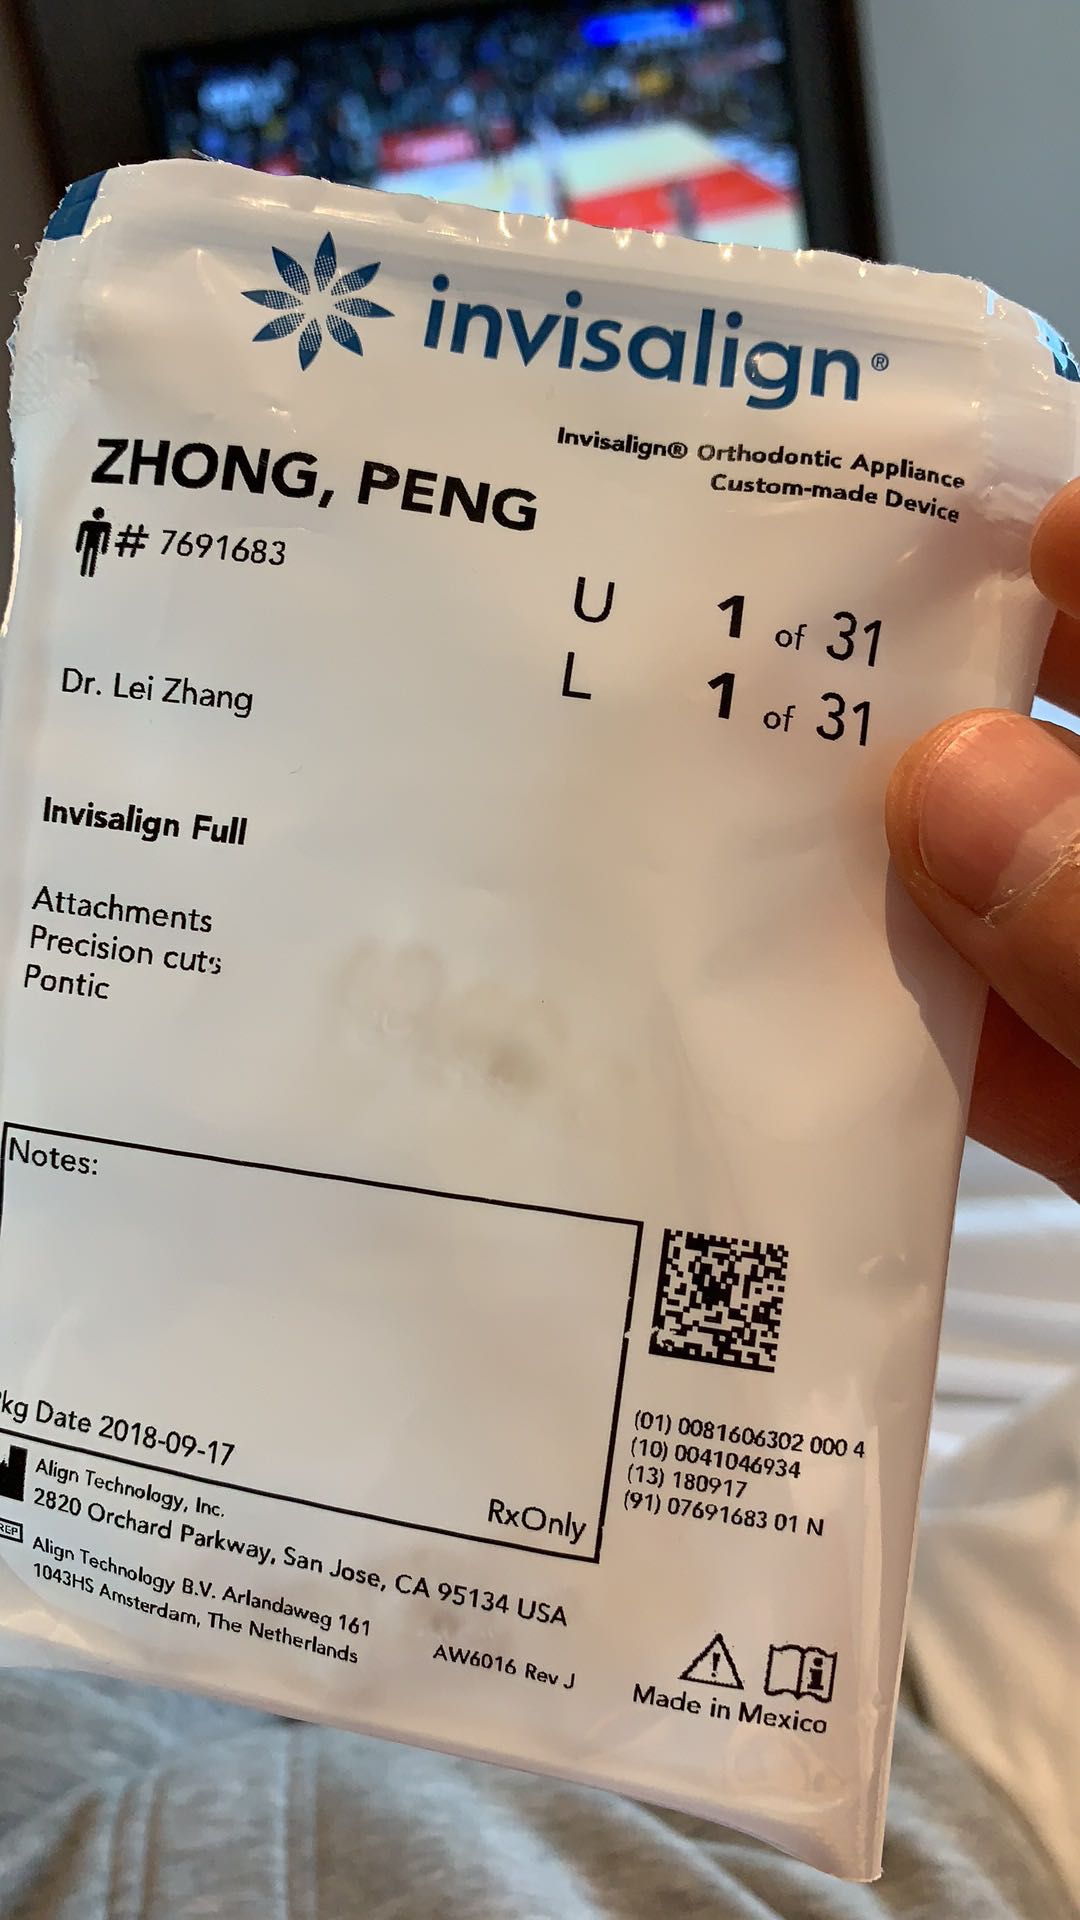 invisalign®
Invisalign® Orthodontic Appliance
Custom-made Device
ZHONG, PENG
# 7691683
U 1 of 31
L 1 of 31
Dr. Lei Zhang
Invisalign Full
Attachments
Precision cuts
Pontic
Notes:
Pkg Date 2018-09-17
RxOnly
(01) 0081606302 000 4
(10) 0041046934
(13) 180917
(91) 07691683 01 N
Align Technology, Inc.
2820 Orchard Parkway, San Jose, CA 95134 USA
REP
Align Technology B.V. Arlandaweg 161
1043HS Amsterdam, The Netherlands
AW6016 Rev J
Made in Mexico